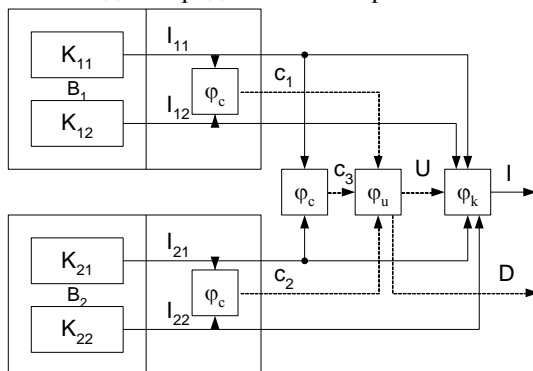 I₁₁
K₁₁
B₁
φc
c₁
I₁₂
K₁₂
φc
c₃
φu
U
φk
I
I₂₁
K₂₁
B₂
φc
c₂
D
I₂₂
K₂₂